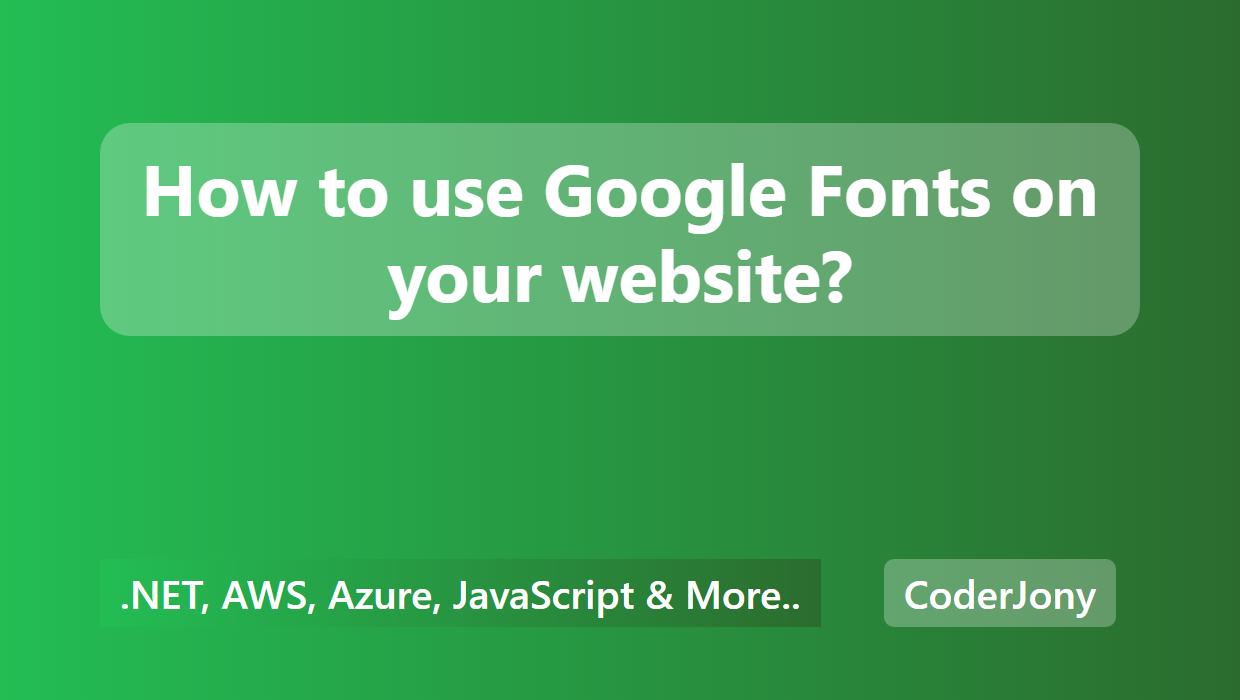 How to use Google Fonts on
your website?
.NET, AWS, Azure, JavaScript & More..
CoderJony